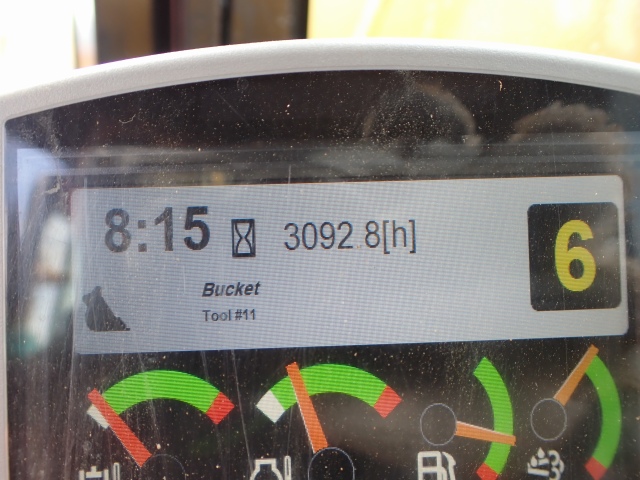 8:15 3092.8[h]
Bucket
Tool #11
6